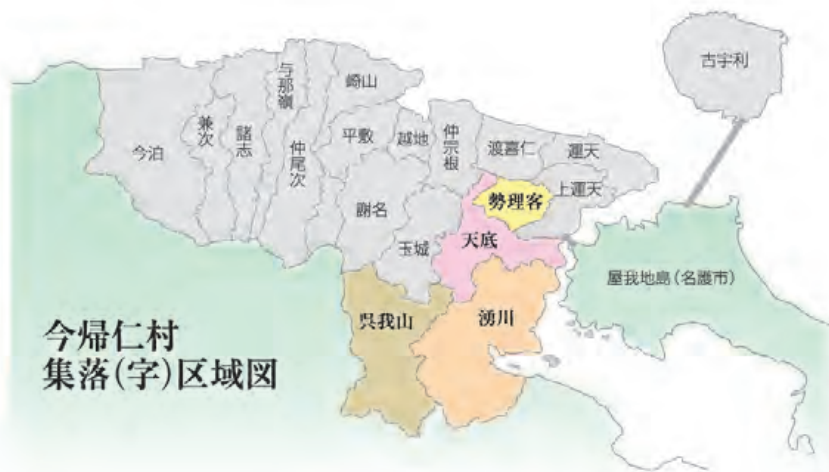 古宇利
今泊
兼次
諸志
与那嶺
仲尾次
崎山
平敷
越地
仲宗根
渡喜仁
運天
上運天
勢理客
謝名
玉城
天底
呉我山
湧川
屋我地島(名護市)
今帰仁村
集落(字)区域図